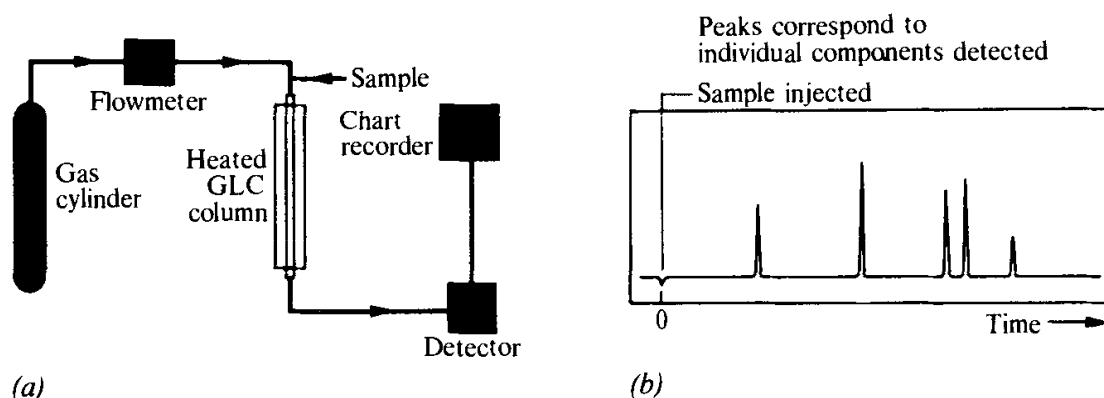 Flowmeter
Sample
Gas
cylinder
Heated
GLC
column
Chart
recorder
Detector
(a)
Peaks correspond to
individual components detected
Sample injected
0
Time
(b)